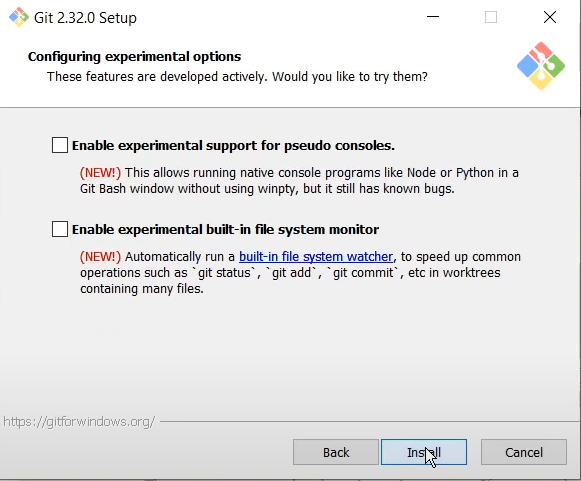 Git 2.32.0 Setup
Configuring experimental options
These features are developed actively. Would you like to try them?
Enable experimental support for pseudo consoles.
(NEW!) This allows running native console programs like Node or Python in a
Git Bash window without using winpty, but it still has known bugs.
Enable experimental built-in file system monitor
(NEW!) Automatically run a built-in file system watcher, to speed up common
operations such as `git status`, `git add`, `git commit`, etc in worktrees
containing many files.
https://gitforwindows.org/
Back Install Cancel